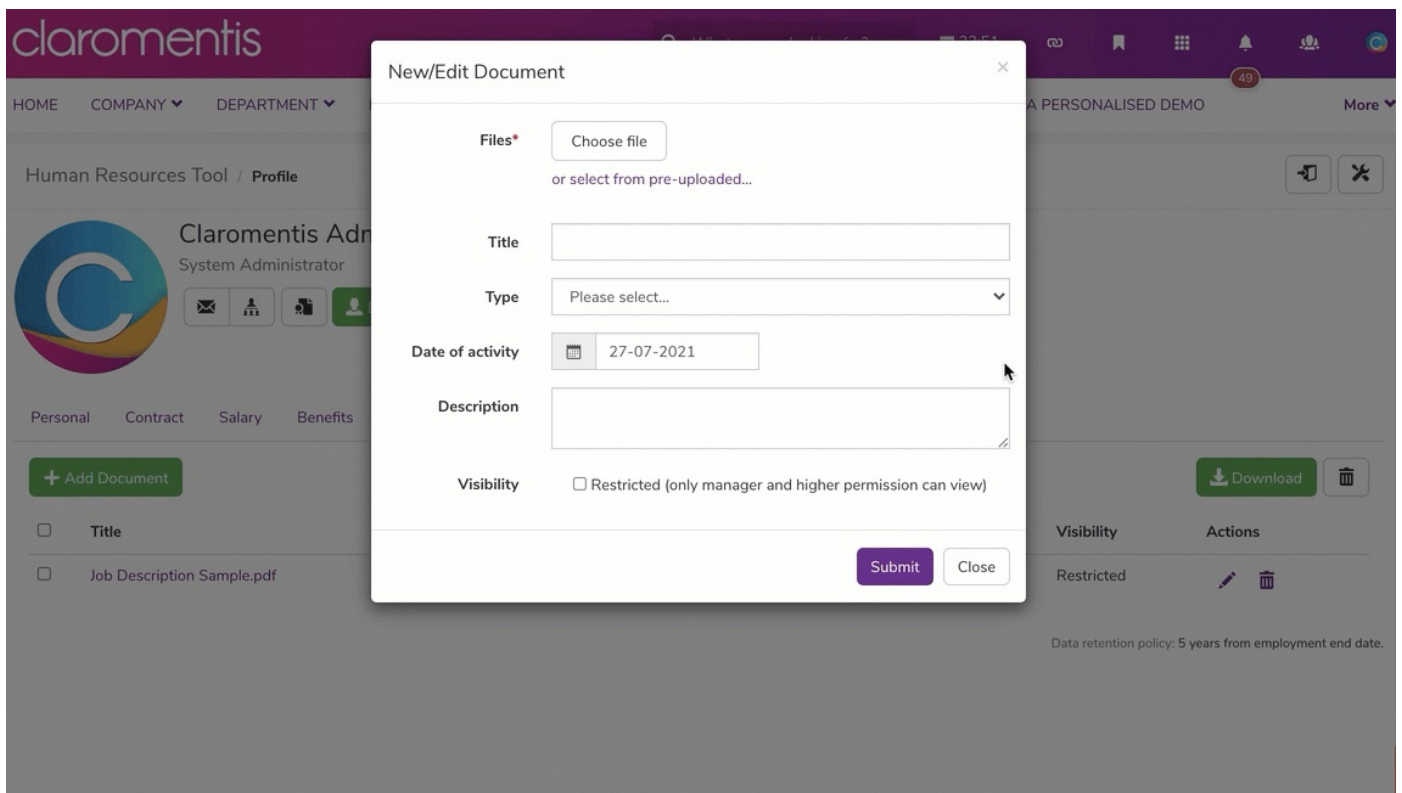 claromentis
22:51
49
HOME COMPANY DEPARTMENT A PERSONALISED DEMO More
Human Resources Tool / Profile
Claromentis Adm
System Administrator
Personal Contract Salary Benefits
Add Document Download
Title Visibility Actions
Job Description Sample.pdf Restricted
Data retention policy: 5 years from employment end date.
New/Edit Document
Files*
Choose file
or select from pre-uploaded...
Title
Type Please select...
Date of activity 27-07-2021
Description
Visibility Restricted (only manager and higher permission can view)
Submit Close